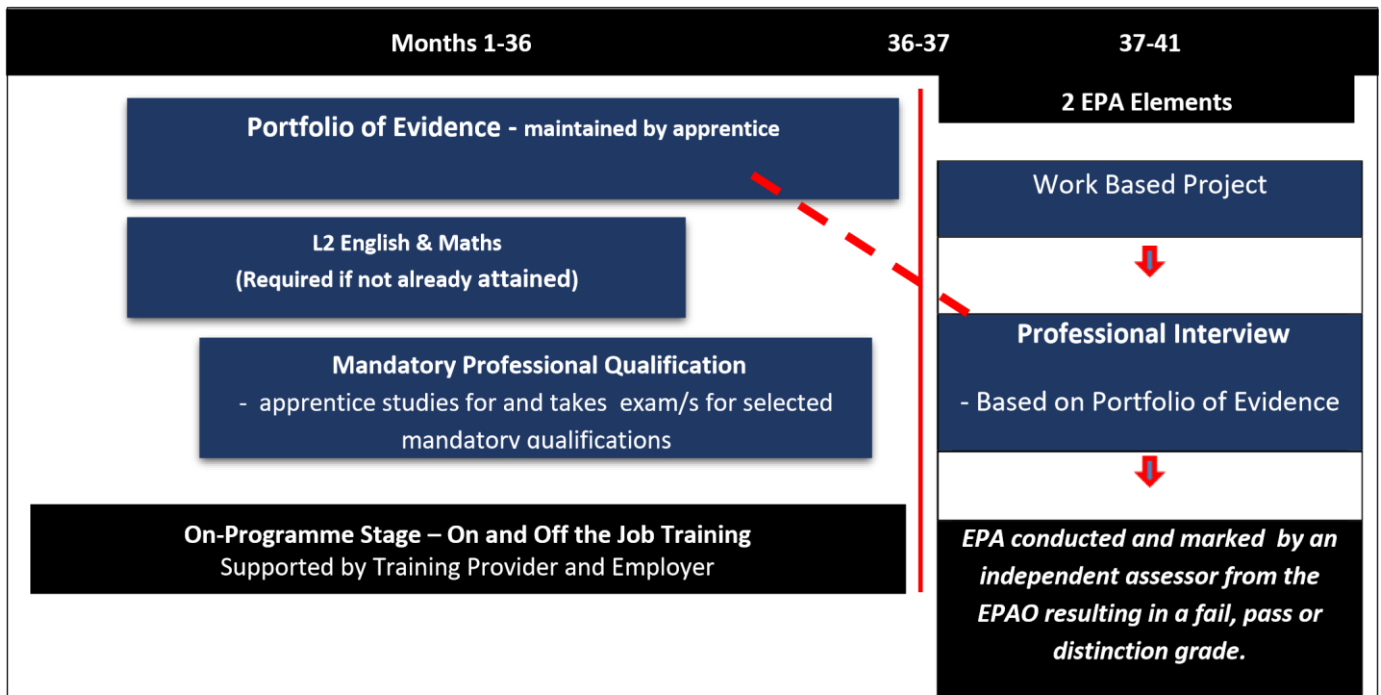 Months 1-36 36-37 37-41
2 EPA Elements
Portfolio of Evidence - maintained by apprentice
Work Based Project
L2 English & Maths
(Required if not already attained)
Professional Interview
- Based on Portfolio of Evidence
Mandatory Professional Qualification
- apprentice studies for and takes exam/s for selected
mandatory qualifications
On-Programme Stage – On and Off the Job Training
Supported by Training Provider and Employer
EPA conducted and marked by an
independent assessor from the
EPAO resulting in a fail, pass or
distinction grade.